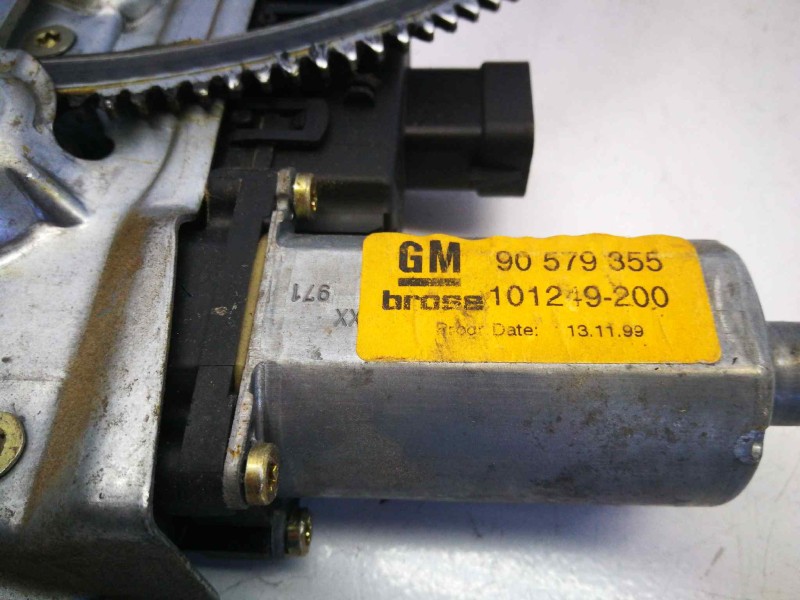 GM 90 579 355
brose 101249-200
Prod. Date: 13.11.99
971
XX